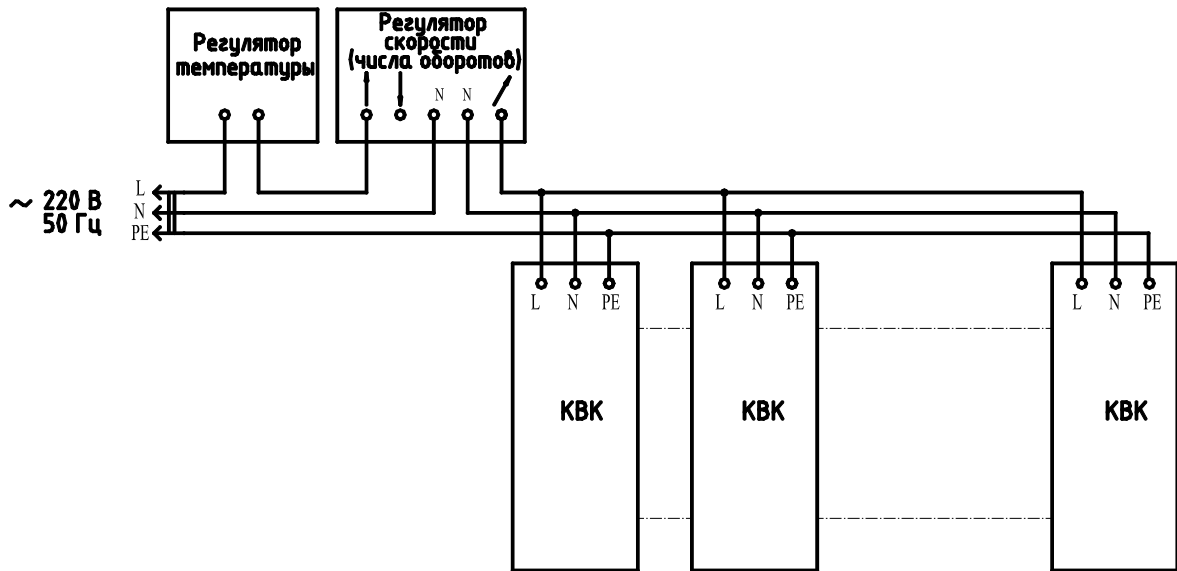 Регулятор
температуры
Регулятор
скорости
(числа оборотов)
N N
~ 220 В
50 Гц
L
N
PE
L N PE
L N PE
L N PE
КВК
КВК
КВК